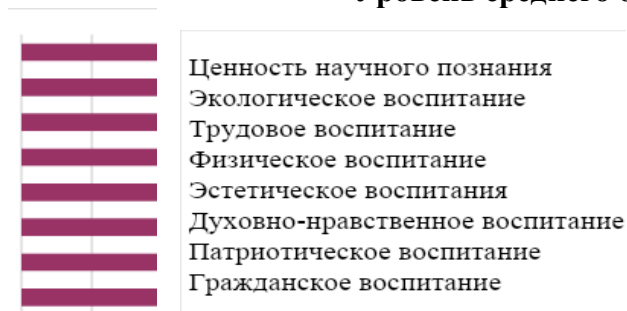 Уровень среднего
Ценность научного познания
Экологическое воспитание
Трудовое воспитание
Физическое воспитание
Эстетическое воспитания
Духовно-нравственное воспитание
Патриотическое воспитание
Гражданское воспитание